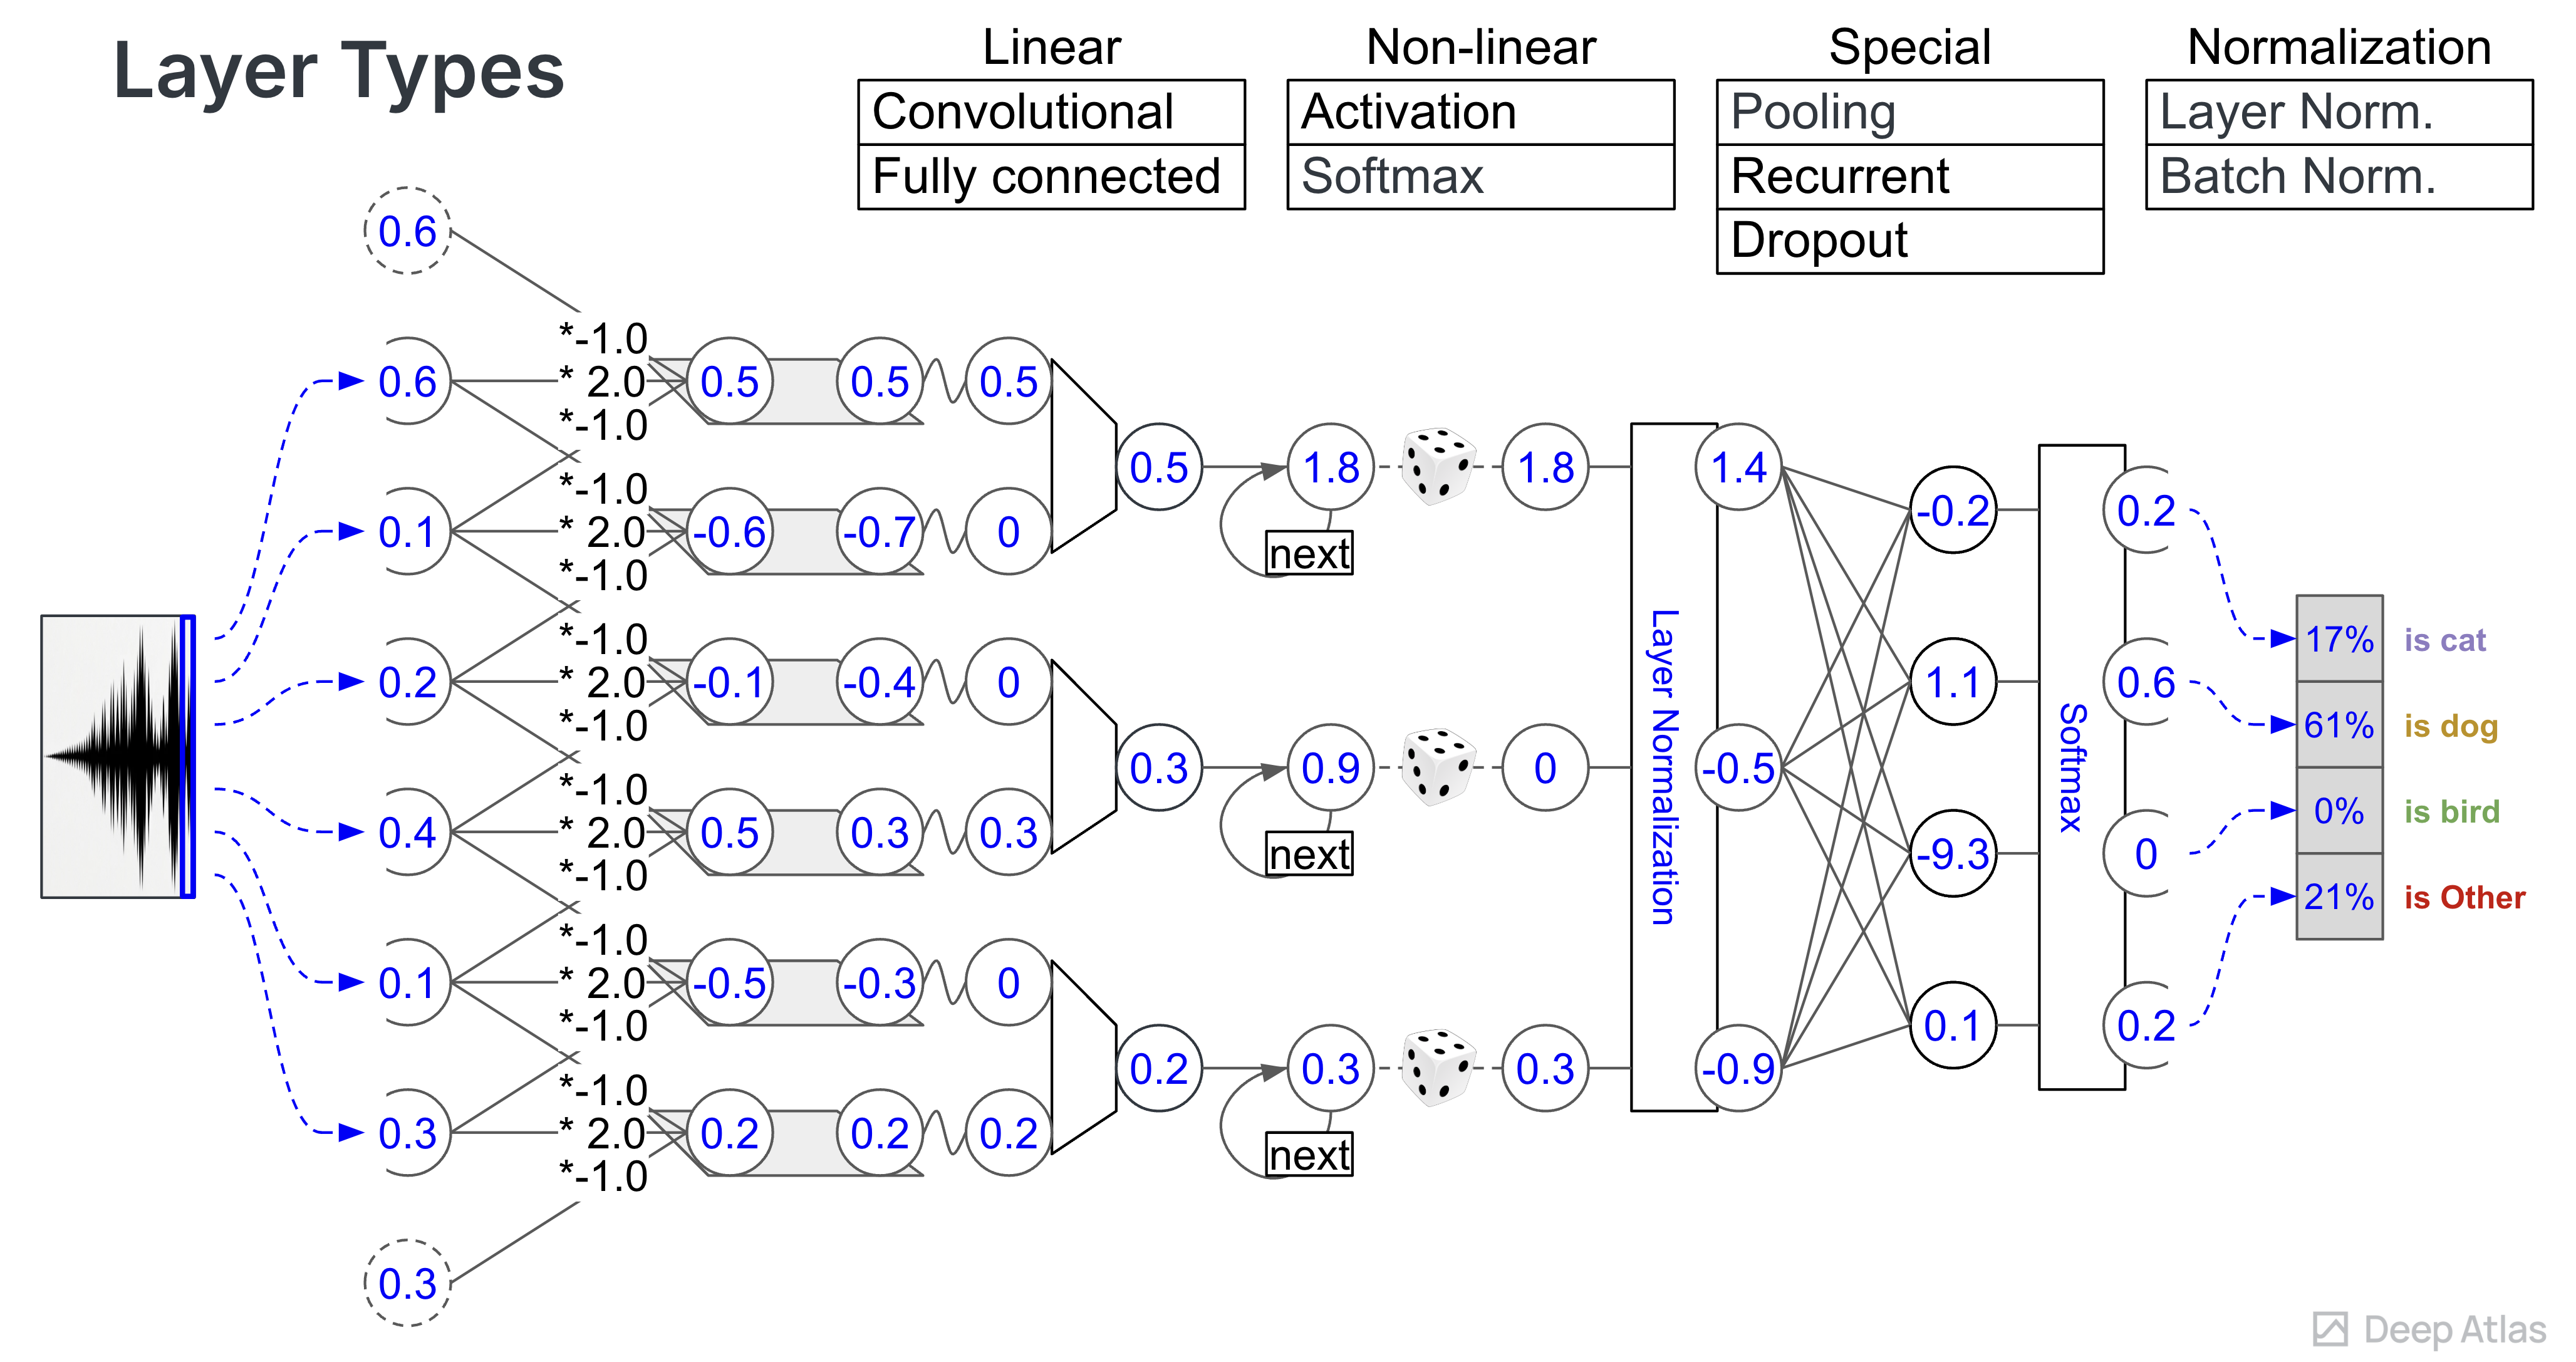 Layer Types
Linear
Convolutional
Fully connected
Non-linear
Activation
Softmax
Special
Pooling
Recurrent
Dropout
Normalization
Layer Norm.
Batch Norm.
0.6
0.6
0.1
0.2
0.4
0.1
0.3
0.3
*-1.0
* 2.0
*-1.0
*-1.0
* 2.0
*-1.0
*-1.0
* 2.0
*-1.0
*-1.0
* 2.0
*-1.0
*-1.0
* 2.0
*-1.0
*-1.0
* 2.0
*-1.0
0.5
-0.6
-0.1
0.5
-0.5
0.2
0.5
-0.7
-0.4
0.3
-0.3
0.2
0.5
0
0
0.3
0
0.2
0.5
0.3
0.2
1.8
next
0.9
next
0.3
next
1.8
0
0.3
Layer Normalization
1.4
-0.5
-0.9
-0.2
1.1
-9.3
0.1
Softmax
0.2
0.6
0
0.2
17% is cat
61% is dog
0% is bird
21% is Other
Deep Atlas